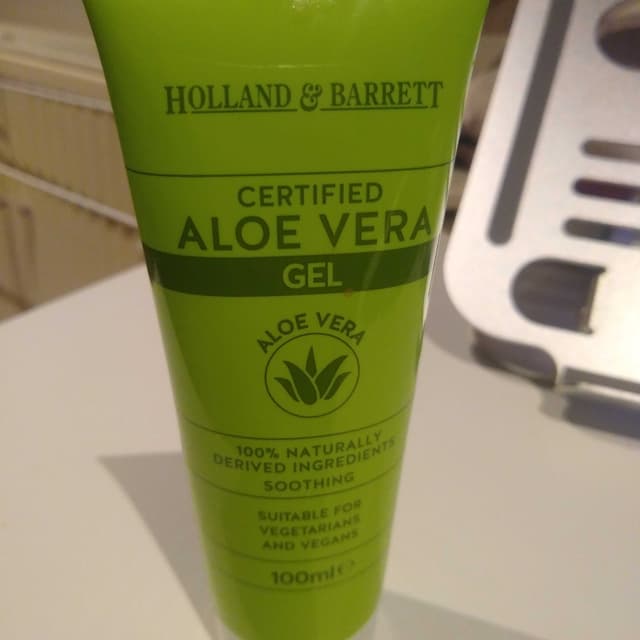 HOLLAND & BARRETT
CERTIFIED
ALOE VERA
GEL
ALOE VERA
100% NATURALLY
DERIVED INGREDIENTS
SOOTHING
SUITABLE FOR
VEGETARIANS
AND VEGANS
100ml ℮